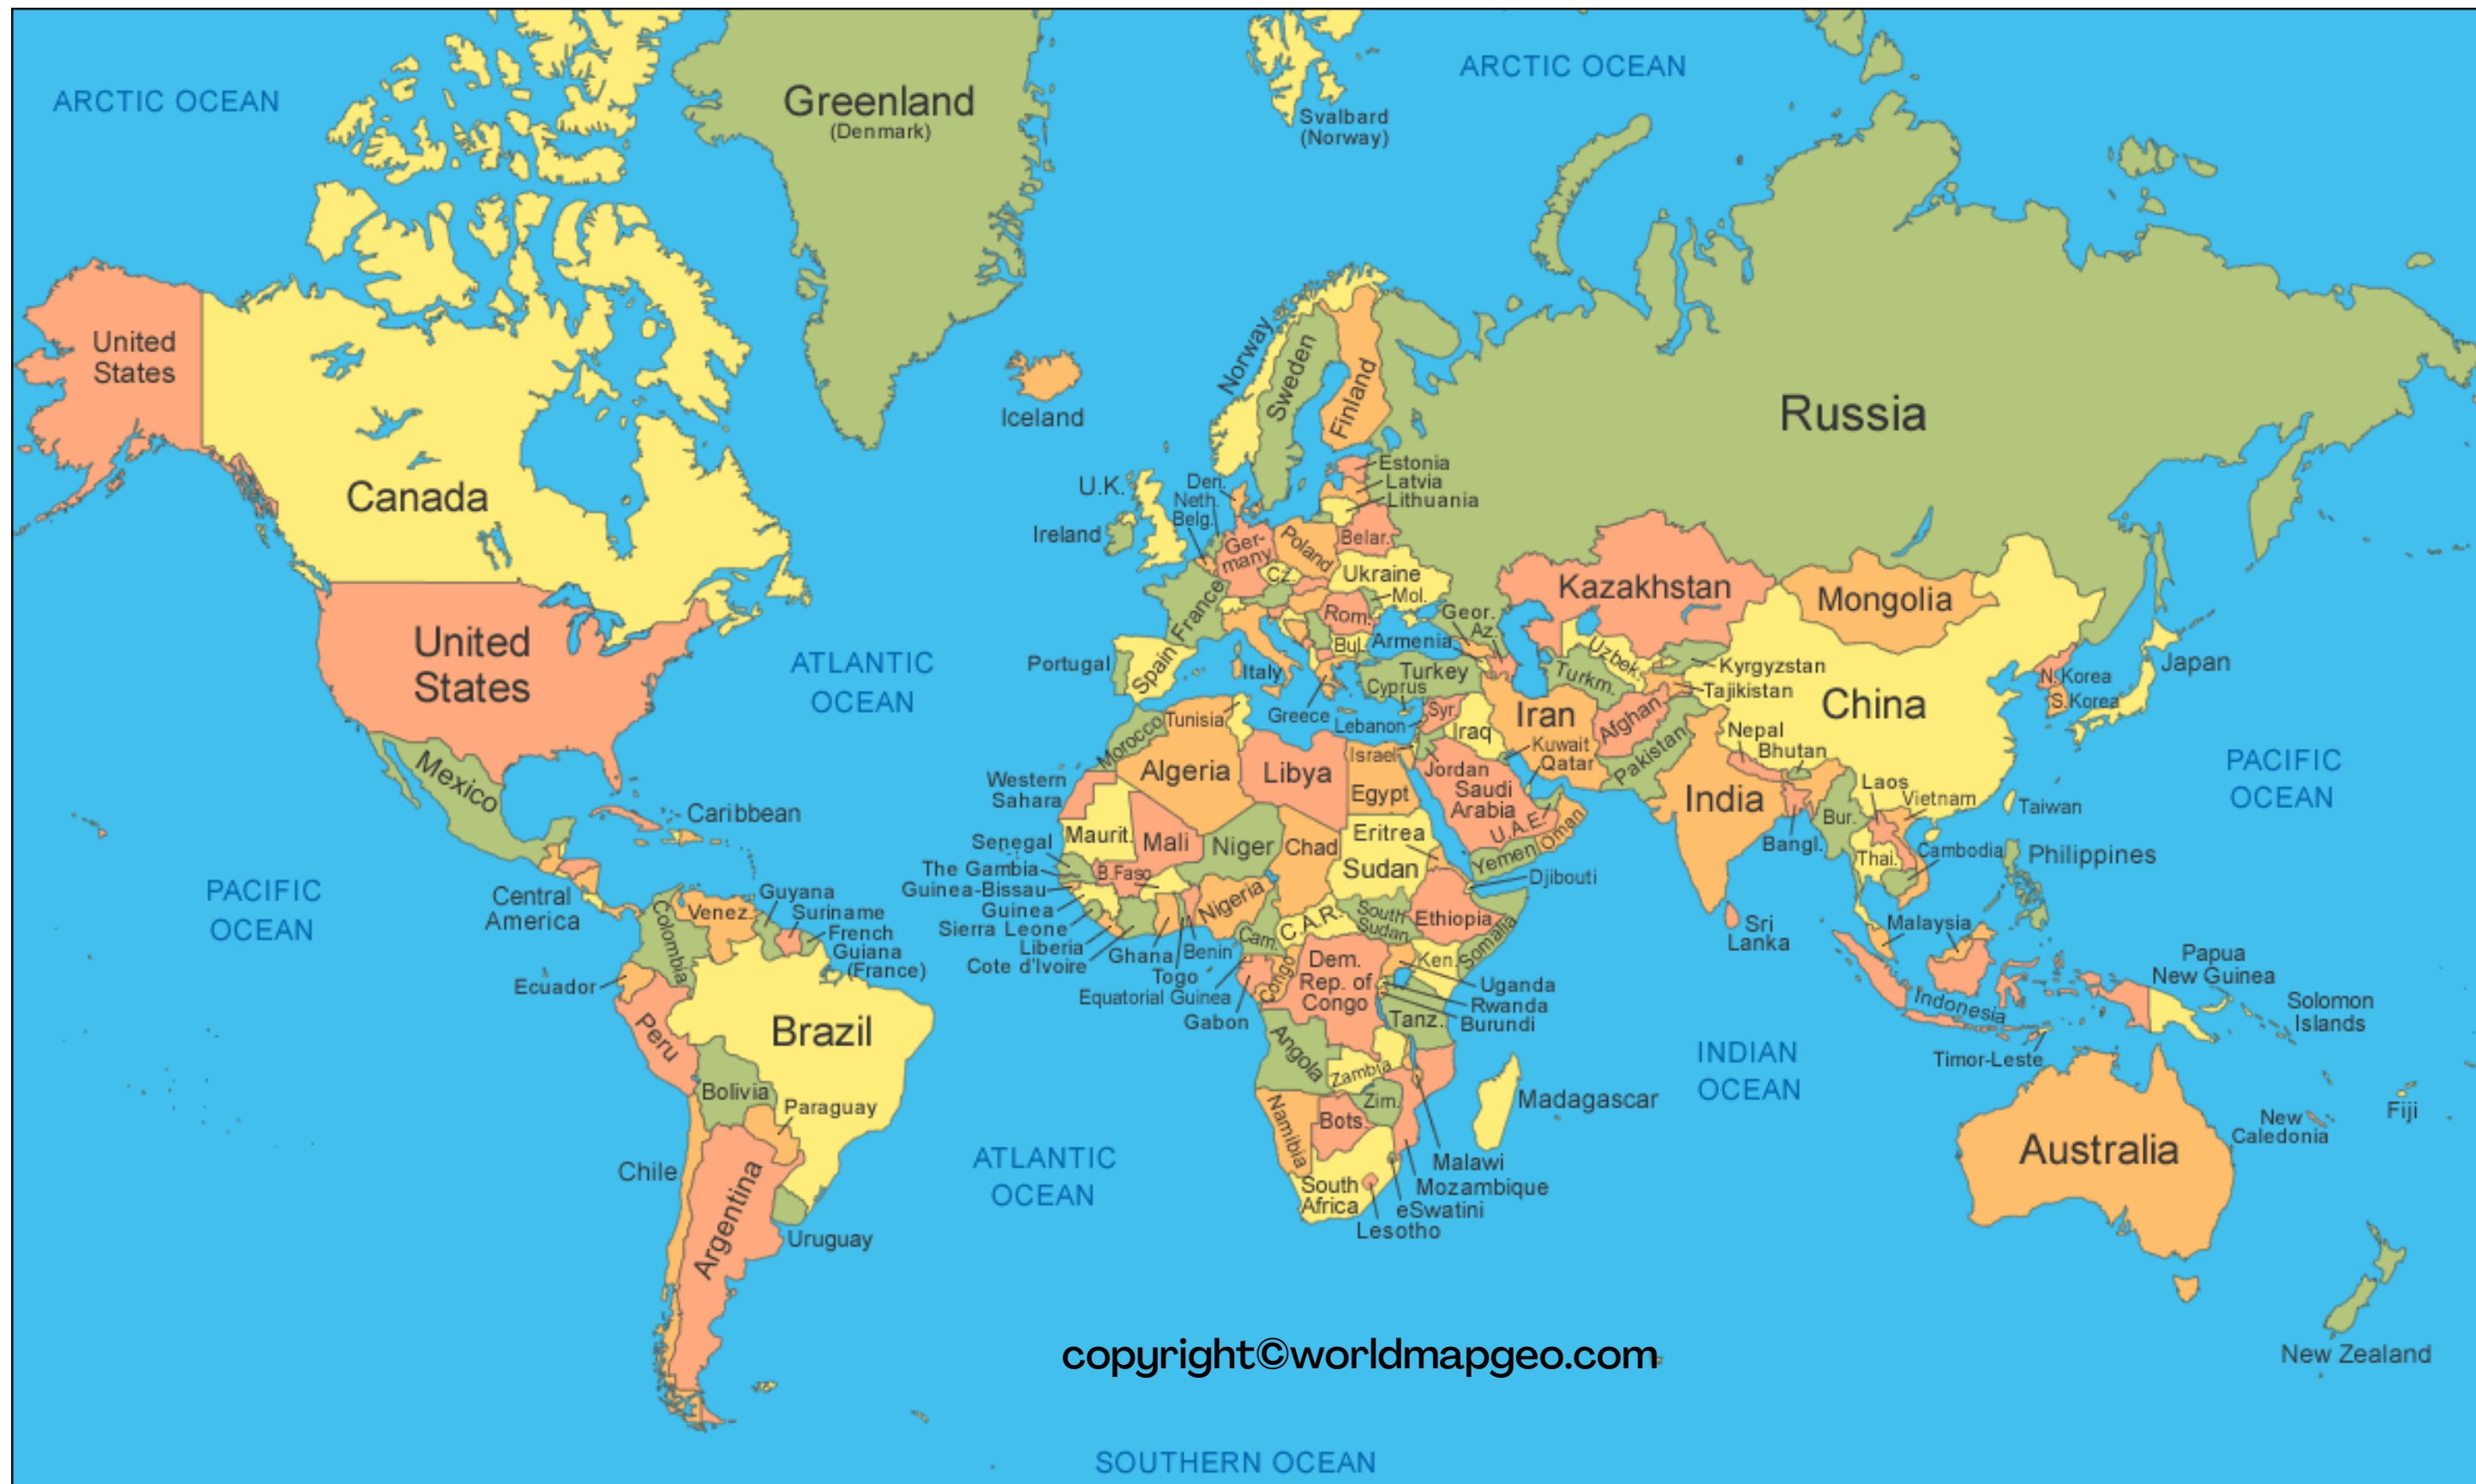 ARCTIC OCEAN
ARCTIC OCEAN
Greenland
(Denmark)
Svalbard
(Norway)
United
States
Canada
Iceland
Norway
Sweden
Finland
Russia
Estonia
Latvia
Lithuania
U.K.
Ireland
Den.
Neth.
Belg.
Ger-
many
Poland
Belar.
Cz.
Ukraine
Mol.
France
Rom.
Bul.
Geor.
Az.
Armenia
Kazakhstan
Mongolia
United
States
ATLANTIC
OCEAN
Portugal
Spain
Italy
Greece
Turkey
Cyprus
Lebanon
Syr.
Israel
Iraq
Iran
Jordan
Kuwait
Qatar
Saudi
Arabia
U.A.E.
Oman
Yemen
Uzbek.
Turkm.
Kyrgyzstan
Tajikistan
Afghan.
Pakistan
China
N.Korea
S.Korea
Japan
Nepal
Bhutan
India
Bangl.
Bur.
Laos
Vietnam
Thai.
Cambodia
Taiwan
Philippines
Sri
Lanka
Malaysia
Indonesia
Timor-Leste
Papua
New Guinea
Solomon
Islands
PACIFIC
OCEAN
Mexico
Caribbean
Central
America
PACIFIC
OCEAN
Morocco
Tunisia
Algeria
Libya
Egypt
Western
Sahara
Maurit.
Mali
Niger
Chad
Eritrea
Sudan
Senegal
The Gambia
Guinea-Bissau
Guinea
Sierra Leone
Liberia
Cote d'Ivoire
B.Faso
Ghana
Togo
Benin
Nigeria
Cam.
C.A.R.
South
Sudan
Ethiopia
Djibouti
Somalia
Equatorial Guinea
Gabon
Congo
Dem.
Rep. of
Congo
Ken.
Uganda
Rwanda
Burundi
Tanz.
Angola
Zambia
Zim.
Namibia
Bots.
South
Africa
Malawi
Mozambique
eSwatini
Lesotho
Madagascar
INDIAN
OCEAN
Guyana
Suriname
French
Guiana
(France)
Venez.
Colombia
Ecuador
Peru
Brazil
Bolivia
Paraguay
Chile
Argentina
Uruguay
ATLANTIC
OCEAN
Australia
New
Caledonia
Fiji
New Zealand
copyright©worldmapgeo.com
SOUTHERN OCEAN